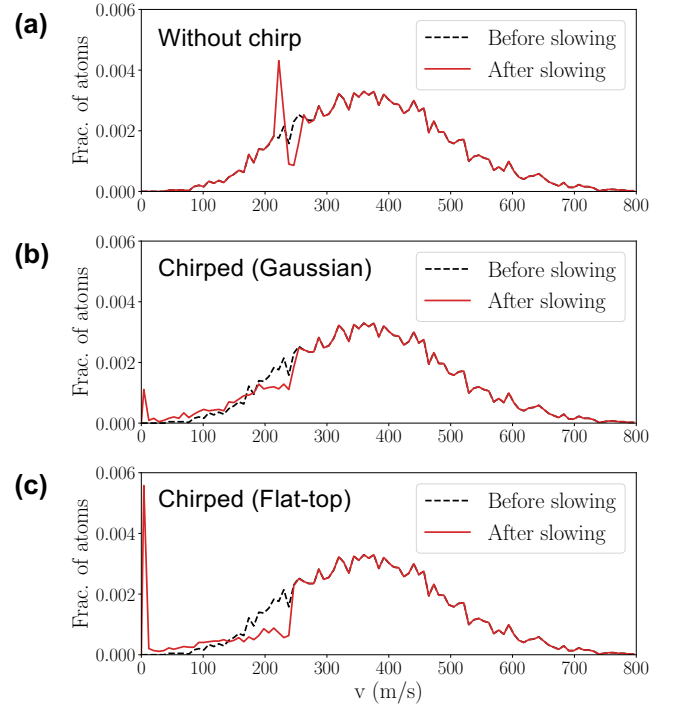 (a)
Without chirp
Before slowing
After slowing
Frac. of atoms
0.006
0.004
0.002
0.000
0 100 200 300 400 500 600 700 800
(b)
Chirped (Gaussian)
Before slowing
After slowing
Frac. of atoms
0.006
0.004
0.002
0.000
0 100 200 300 400 500 600 700 800
(c)
Chirped (Flat-top)
Before slowing
After slowing
Frac. of atoms
0.006
0.004
0.002
0.000
0 100 200 300 400 500 600 700 800
v (m/s)